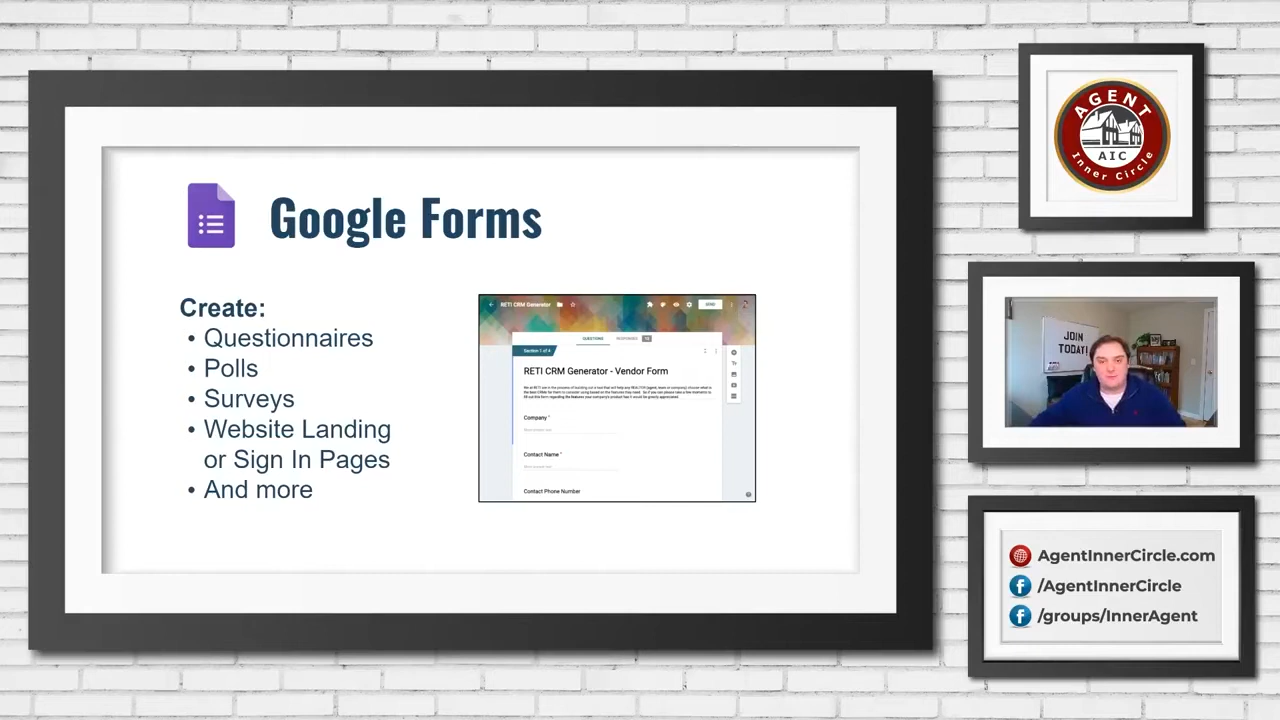 Google Forms
Create:
• Questionnaires
• Polls
• Surveys
• Website Landing
or Sign In Pages
• And more
RETI CRM Generator
SEND
QUESTIONS
RESPONSES
Section 1 of 4
RETI CRM Generator - Vendor Form
Company *
Contact Name *
Contact Phone Number
AGENT
AIC
Inner Circle
JOIN
TODAY!
AgentInnerCircle.com
/AgentInnerCircle
/groups/InnerAgent